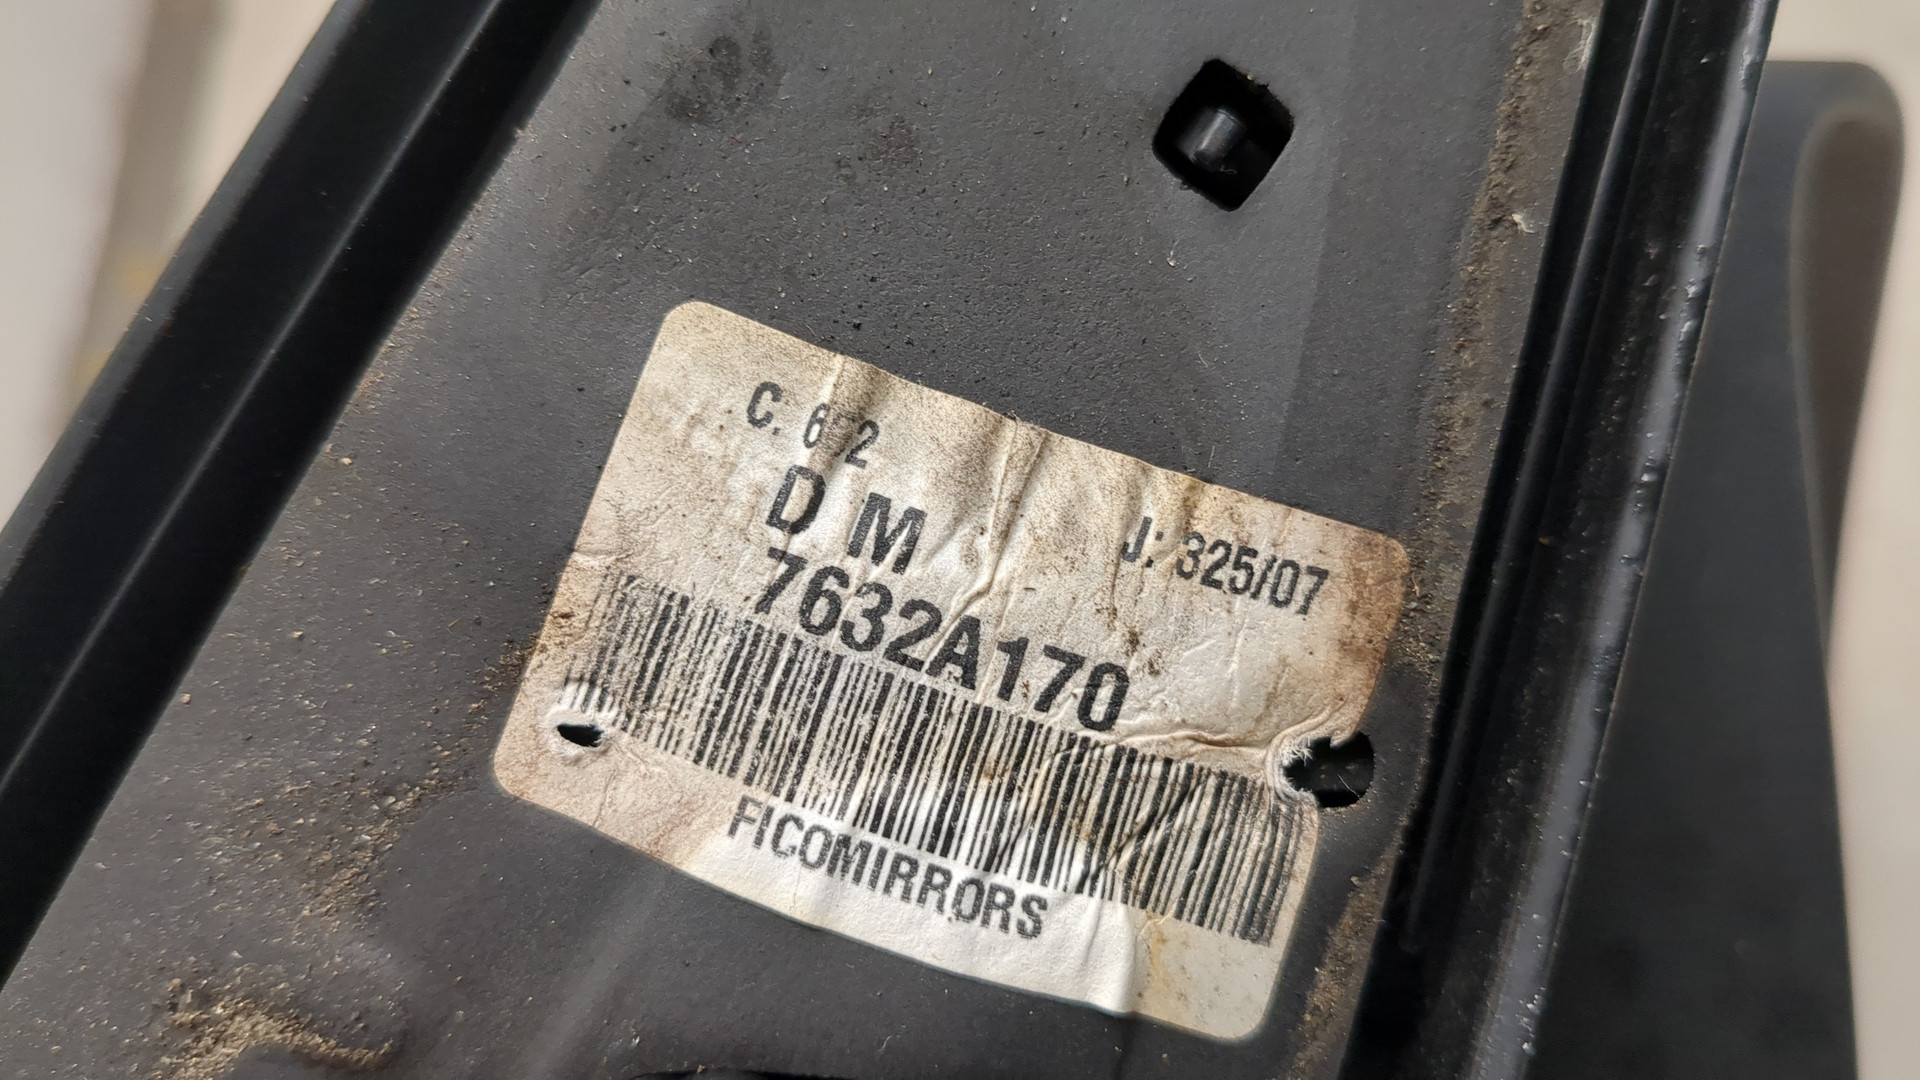 C. 6 2
D M
J: 325/07
7632A170
FICOMIRRORS